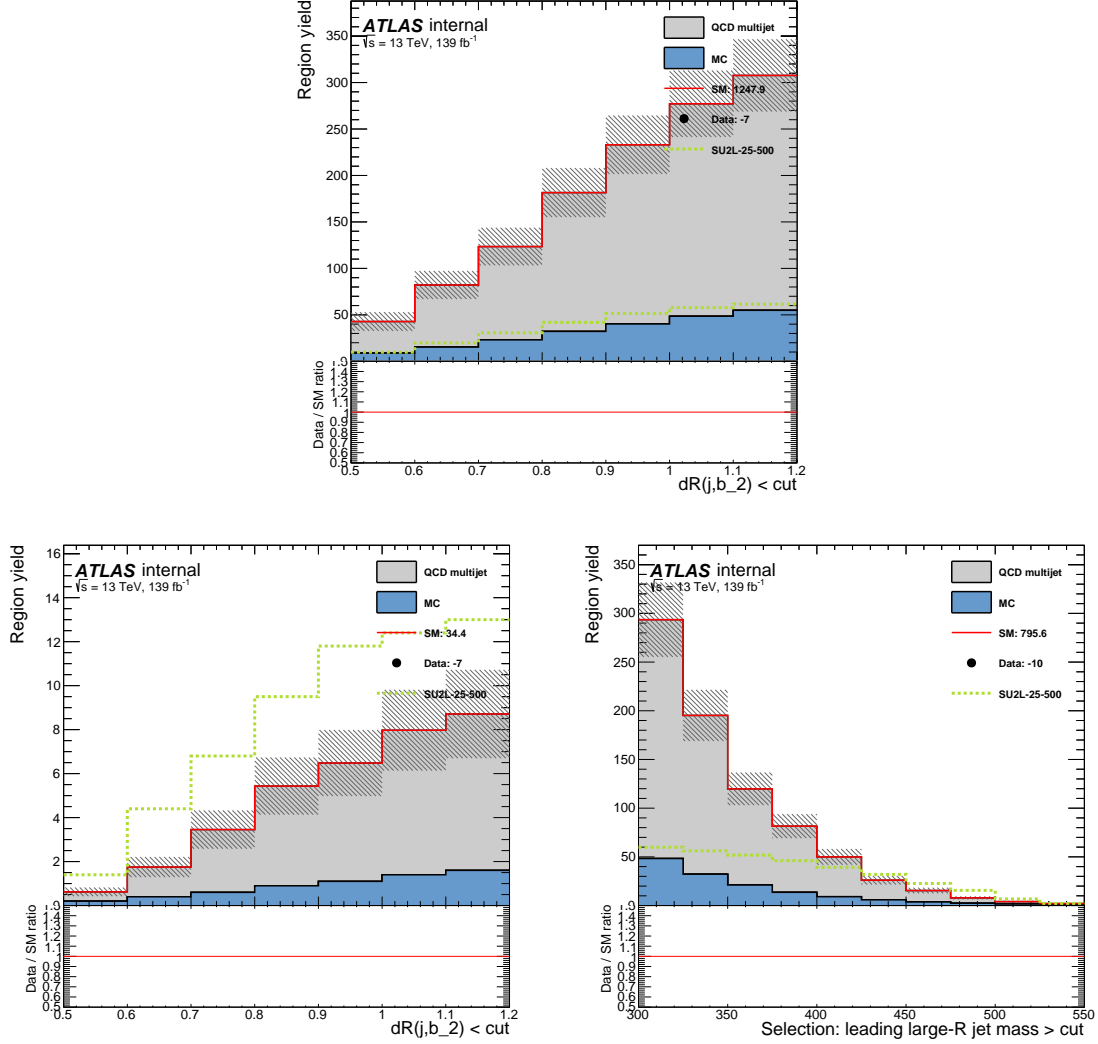 Region yield
ATLAS internal
√s = 13 TeV, 139 fb-1
QCD multijet
MC
SM: 1247.9
Data: -7
SU2L-25-500
350
300
250
200
150
100
50
Data / SM ratio
1.4
1.3
1.2
1.1
1
0.9
0.8
0.7
0.6
0.5
0.5 0.6 0.7 0.8 0.9 1 1.1 1.2
dR(j,b_2) < cut
Region yield
ATLAS internal
√s = 13 TeV, 139 fb-1
QCD multijet
MC
SM: 34.4
Data: -7
SU2L-25-500
16
14
12
10
8
6
4
2
Data / SM ratio
1.4
1.3
1.2
1.1
1
0.9
0.8
0.7
0.6
0.5
0.5 0.6 0.7 0.8 0.9 1 1.1 1.2
dR(j,b_2) < cut
Region yield
ATLAS internal
√s = 13 TeV, 139 fb-1
QCD multijet
MC
SM: 795.6
Data: -10
SU2L-25-500
350
300
250
200
150
100
50
Data / SM ratio
1.4
1.3
1.2
1.1
1
0.9
0.8
0.7
0.6
0.5
300 350 400 450 500 550
Selection: leading large-R jet mass > cut